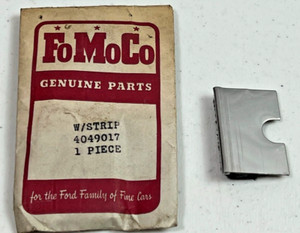 FoMoCo
GENUINE PARTS
W/STRIP
4049017
1 PIECE
for the Ford Family of Fine Cars